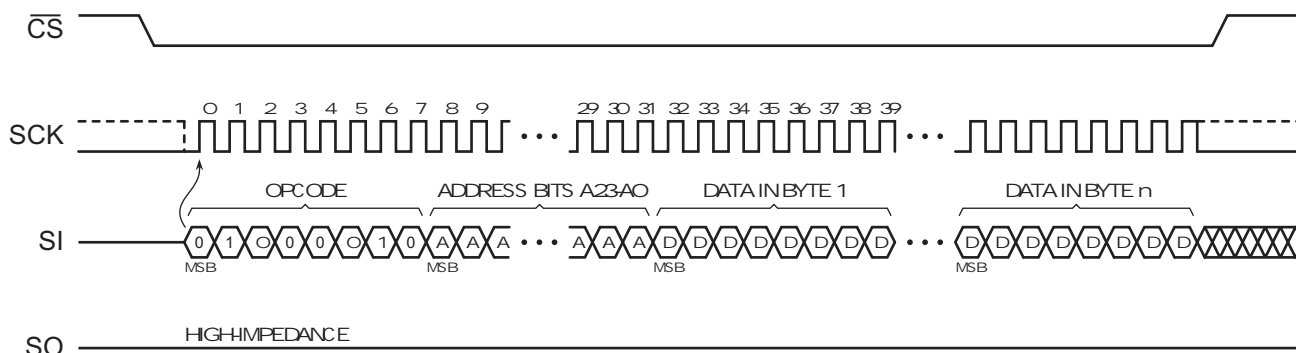 CS
0 1 2 3 4 5 6 7 8 9 29 30 31 32 33 34 35 36 37 38 39
SCK
OPCODE ADDRESS BITS A23-A0 DATA IN BYTE 1 DATA IN BYTE n
SI 0 1 0 0 0 0 1 0 A A A A A A D D D D D D D D D D D D D D D D
MSB MSB MSB MSB
HIGH-IMPEDANCE
SO